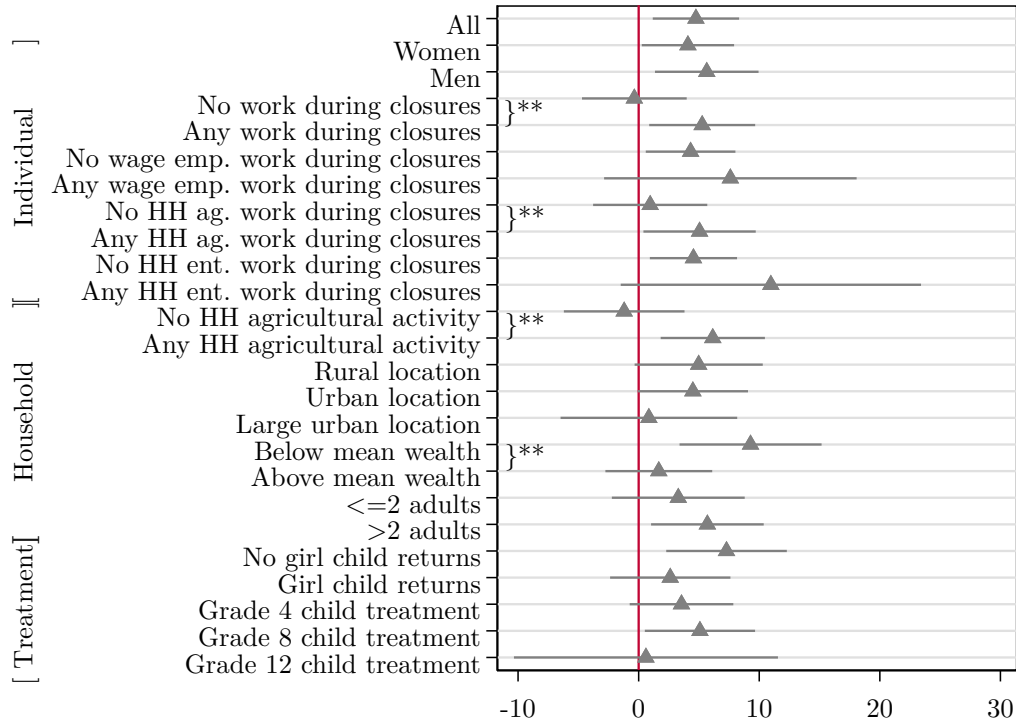 All
Women
Men
No work during closures
}**
Any work during closures
No wage emp. work during closures
Any wage emp. work during closures
No HH ag. work during closures
}**
Any HH ag. work during closures
No HH ent. work during closures
Any HH ent. work during closures
No HH agricultural activity
}**
Any HH agricultural activity
Rural location
Urban location
Large urban location
Below mean wealth
}**
Above mean wealth
<=2 adults
>2 adults
No girl child returns
Girl child returns
Grade 4 child treatment
Grade 8 child treatment
Grade 12 child treatment
[ Treatment][ Household ][ Individual ]
-10 0 10 20 30